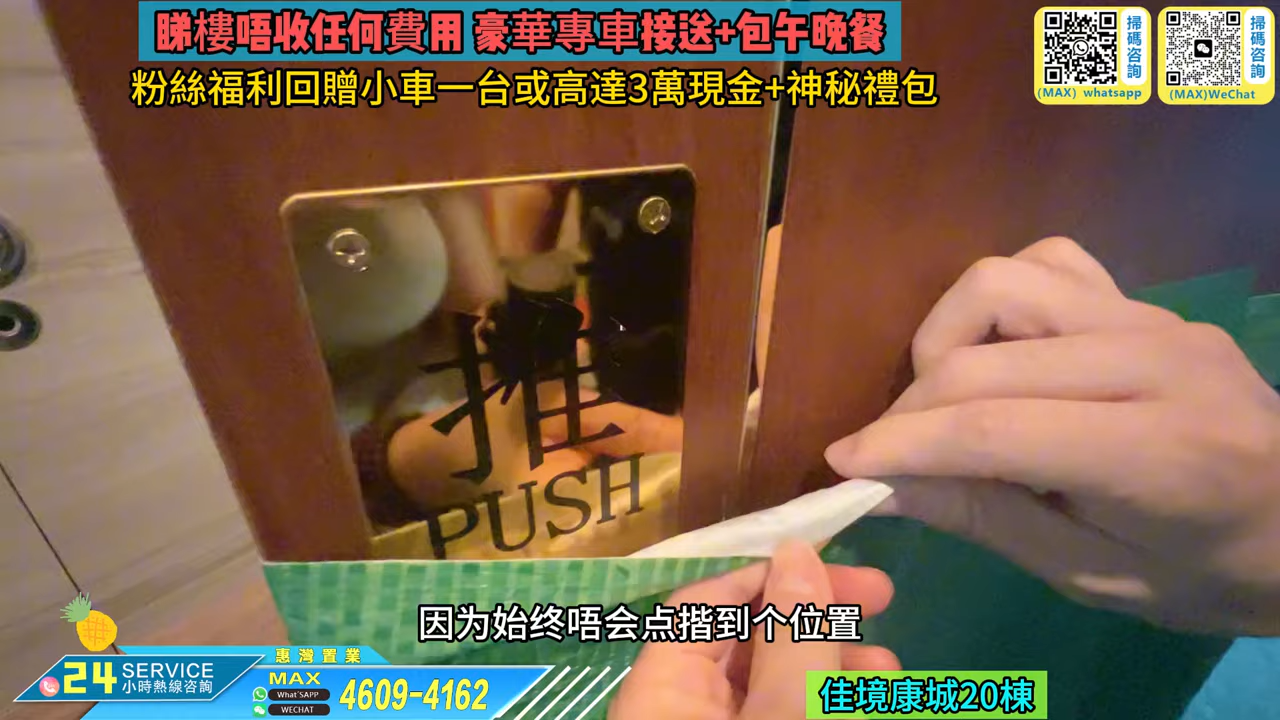 睇樓唔收任何費用 豪華專車接送+包午晚餐
粉絲福利回贈小車一台或高達3萬現金+神秘禮包
掃碼咨詢
(MAX) whatsapp
掃碼咨詢
(MAX)WeChat
推
PUSH
因为始终唔会点揩到个位置
24 SERVICE
小時熱線咨詢
惠灣置業
MAX
What'SAPP
WECHAT
4609-4162
佳境康城20棟